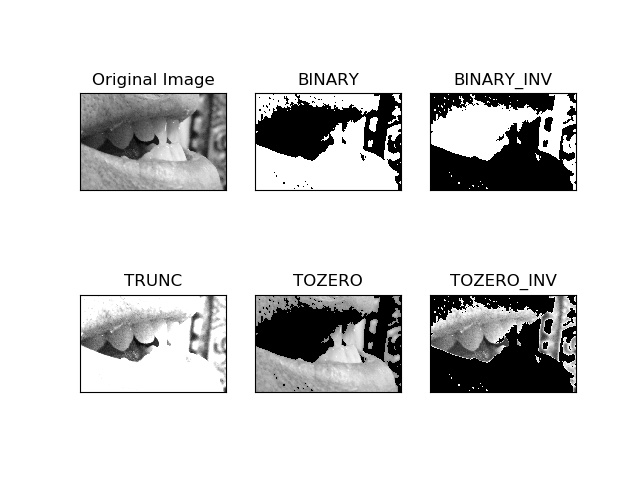 Original Image
BINARY
BINARY_INV
TRUNC
TOZERO
TOZERO_INV